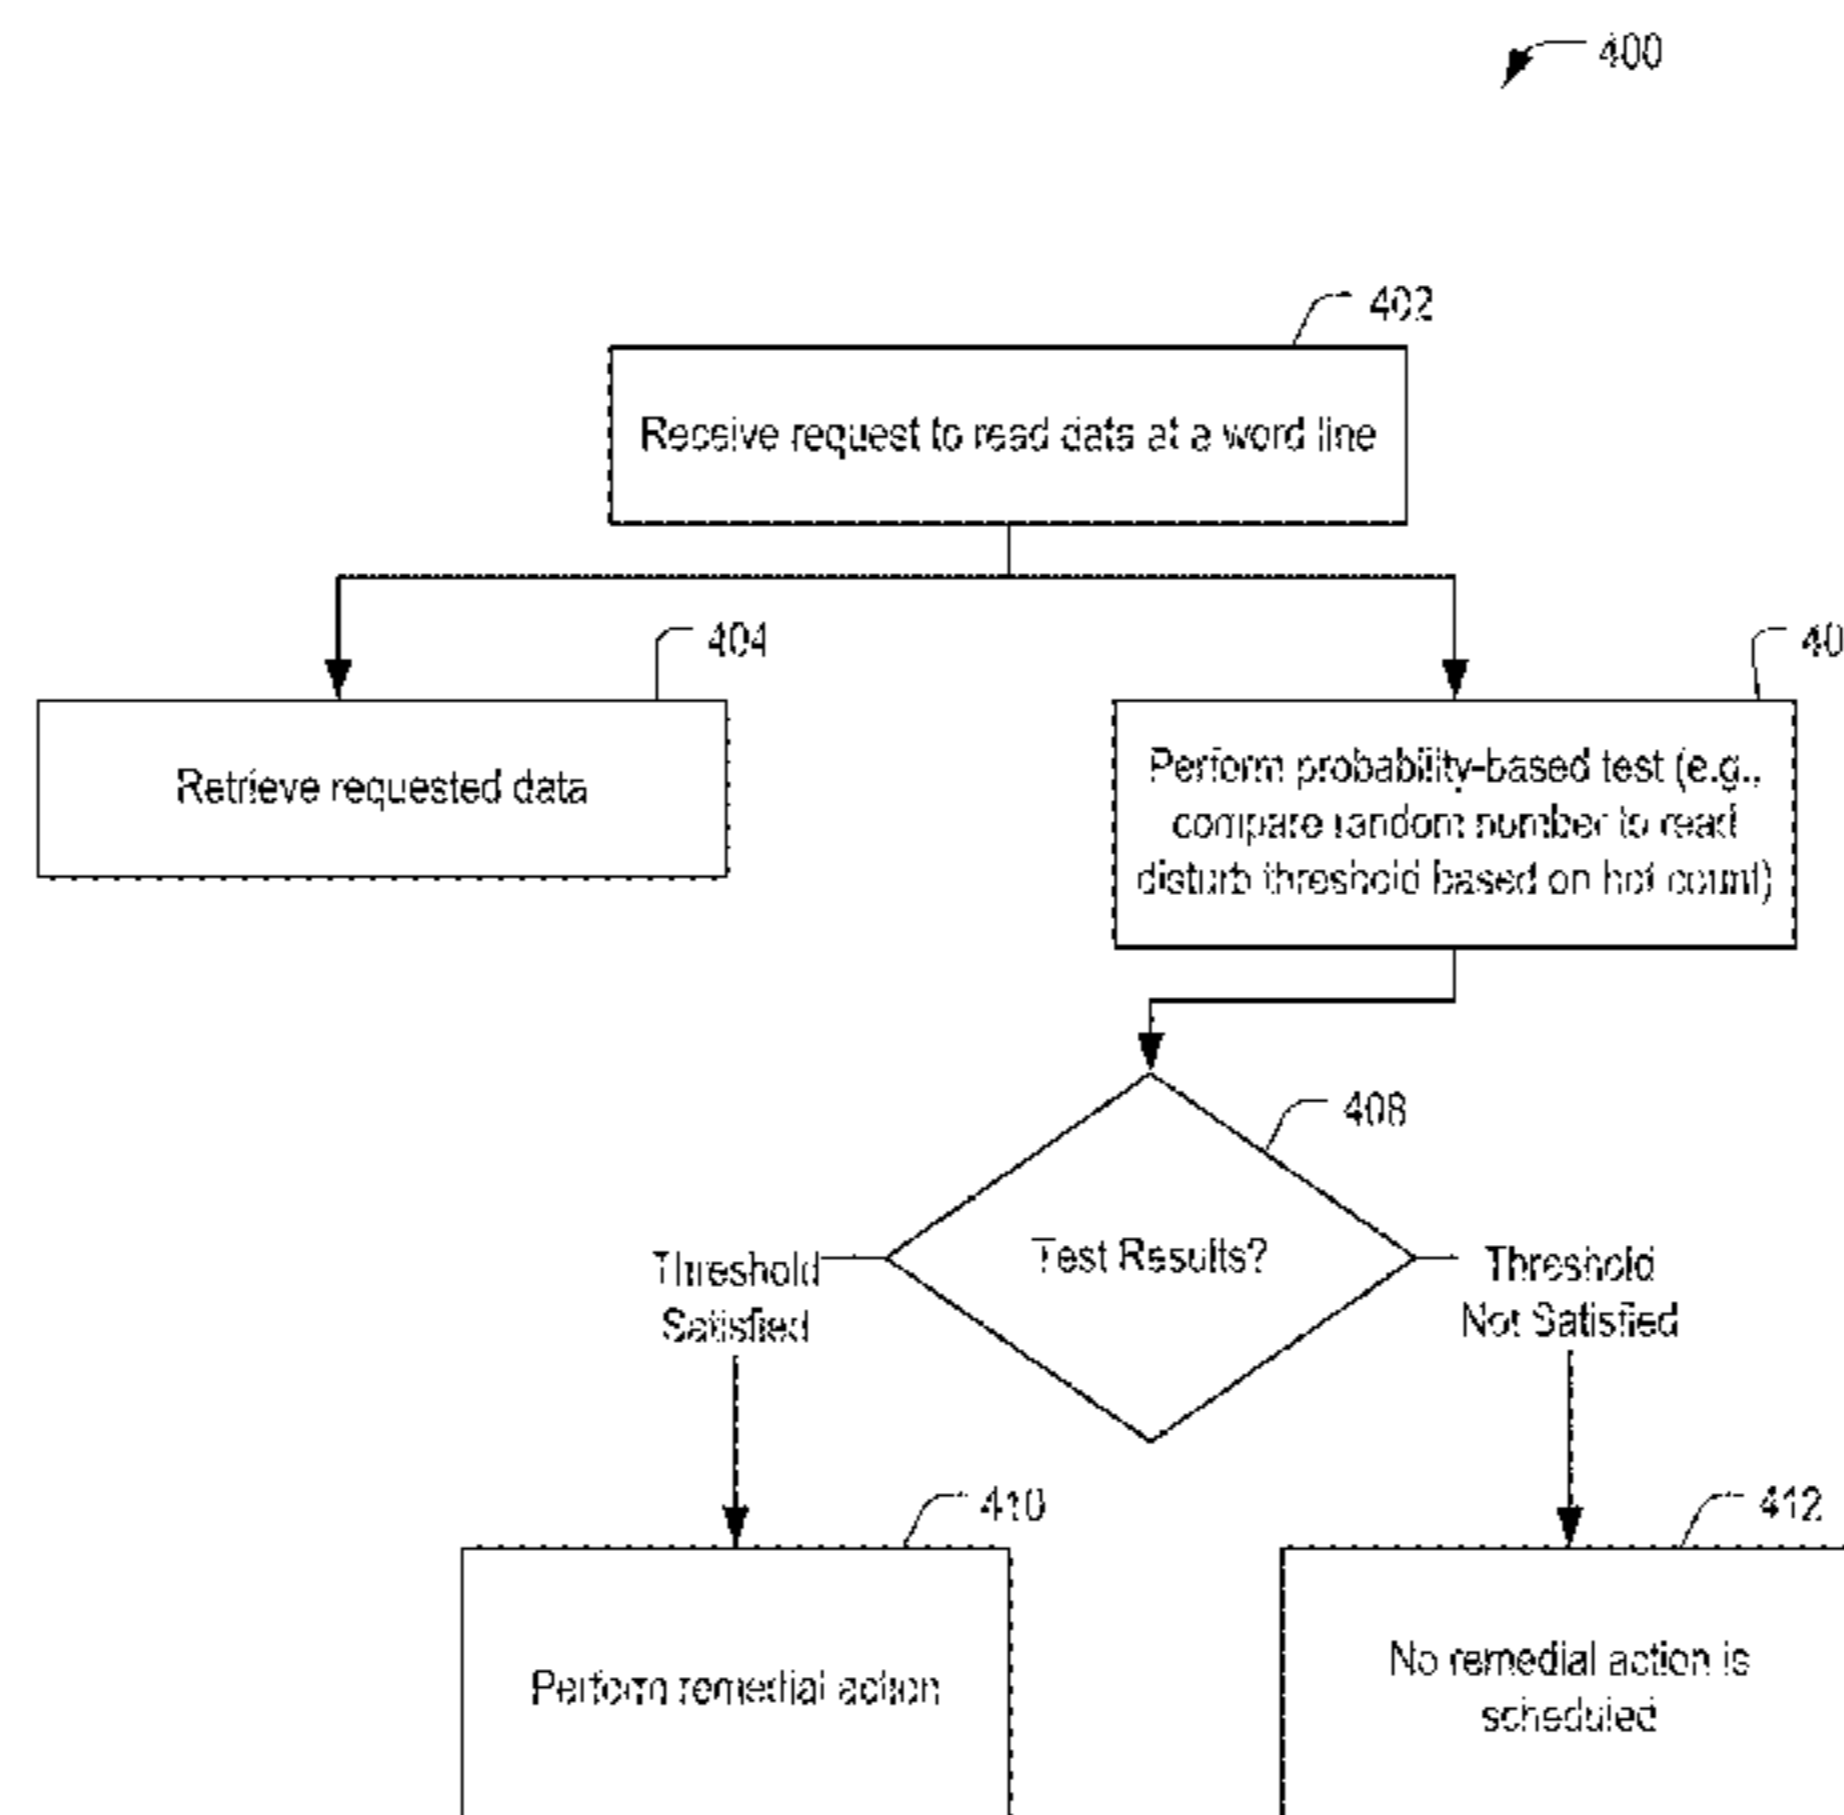 400
402
Receive request to read data at a word line
404
40
Retrieve requested data
Perform probability-based test (e.g.,
compare random number to read
disturb threshold based on hot count)
408
Test Results?
Threshold
Satisfied
Threshold
Not Satisfied
410
412
Perform remedial action
No remedial action is
scheduled